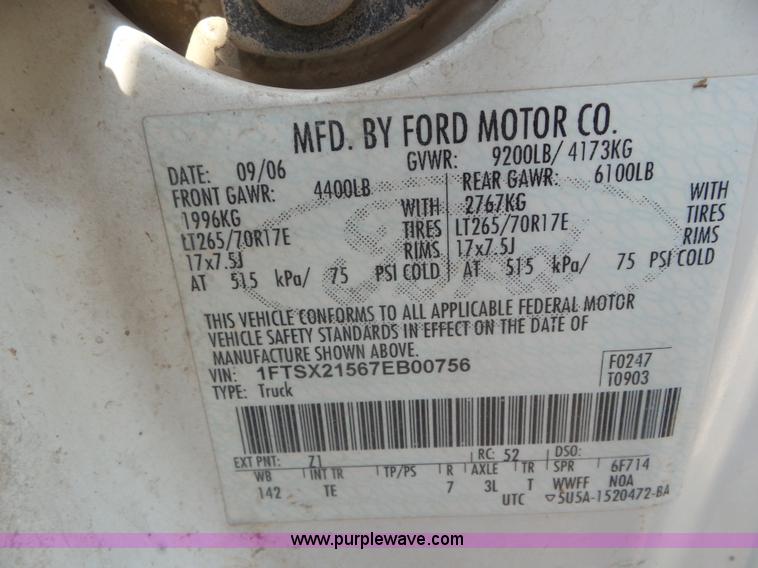 MFD. BY FORD MOTOR CO.
DATE: 09/06 GVWR: 9200LB/ 4173KG
FRONT GAWR: 4400LB REAR GAWR: 6100LB
1996KG WITH 2767KG WITH
LT265/70R17E TIRES LT265/70R17E TIRES
17x7.5J RIMS 17x7.5J RIMS
AT 515 kPa/ 75 PSI COLD AT 515 kPa/ 75 PSI COLD
THIS VEHICLE CONFORMS TO ALL APPLICABLE FEDERAL MOTOR
VEHICLE SAFETY STANDARDS IN EFFECT ON THE DATE OF
MANUFACTURE SHOWN ABOVE.
VIN: 1FTSX21567EB00756 F0247
TYPE: Truck T0903
EXT PNT: Z1 RC: 52 DSO:
WB INT TR TP/PS R AXLE TR SPR 6F714
142 TE 7 3L T WWFF N0A
UTC 5U5A-1520472-BA
www.purplewave.com